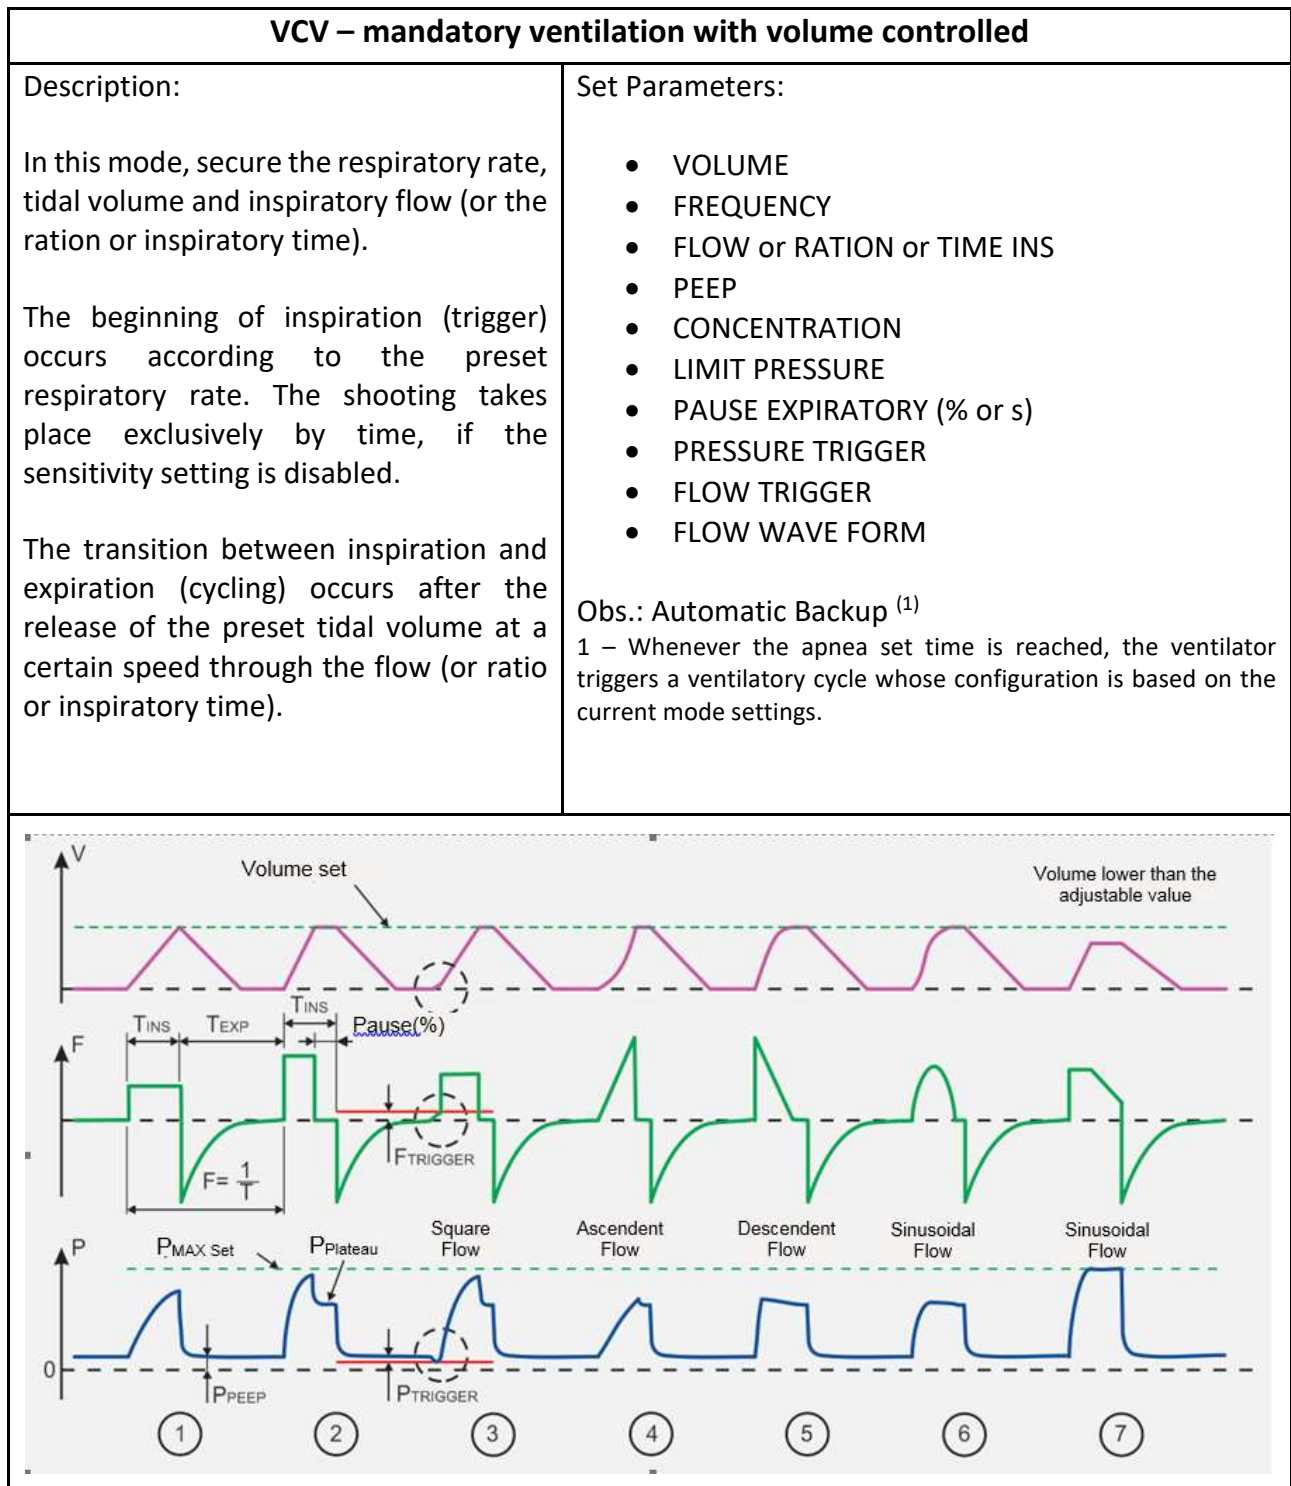 VCV – mandatory ventilation with volume controlled
Description:
In this mode, secure the respiratory rate,
tidal volume and inspiratory flow (or the
ration or inspiratory time).
The beginning of inspiration (trigger)
occurs according to the preset
respiratory rate. The shooting takes
place exclusively by time, if the
sensitivity setting is disabled.
The transition between inspiration and
expiration (cycling) occurs after the
release of the preset tidal volume at a
certain speed through the flow (or ratio
or inspiratory time).
Set Parameters:
• VOLUME
• FREQUENCY
• FLOW or RATION or TIME INS
• PEEP
• CONCENTRATION
• LIMIT PRESSURE
• PAUSE EXPIRATORY (% or s)
• PRESSURE TRIGGER
• FLOW TRIGGER
• FLOW WAVE FORM
Obs.: Automatic Backup (1)
1 – Whenever the apnea set time is reached, the ventilator
triggers a ventilatory cycle whose configuration is based on the
current mode settings.
V
Volume set
Volume lower than the
adjustable value
F
TINS
TEXP
TINS
Pause(%)
FTRIGGER
F= 1/T
P
PMAX Set
PPlateau
Square
Flow
Ascendent
Flow
Descendent
Flow
Sinusoidal
Flow
Sinusoidal
Flow
0
PPEEP
PTRIGGER
1
2
3
4
5
6
7